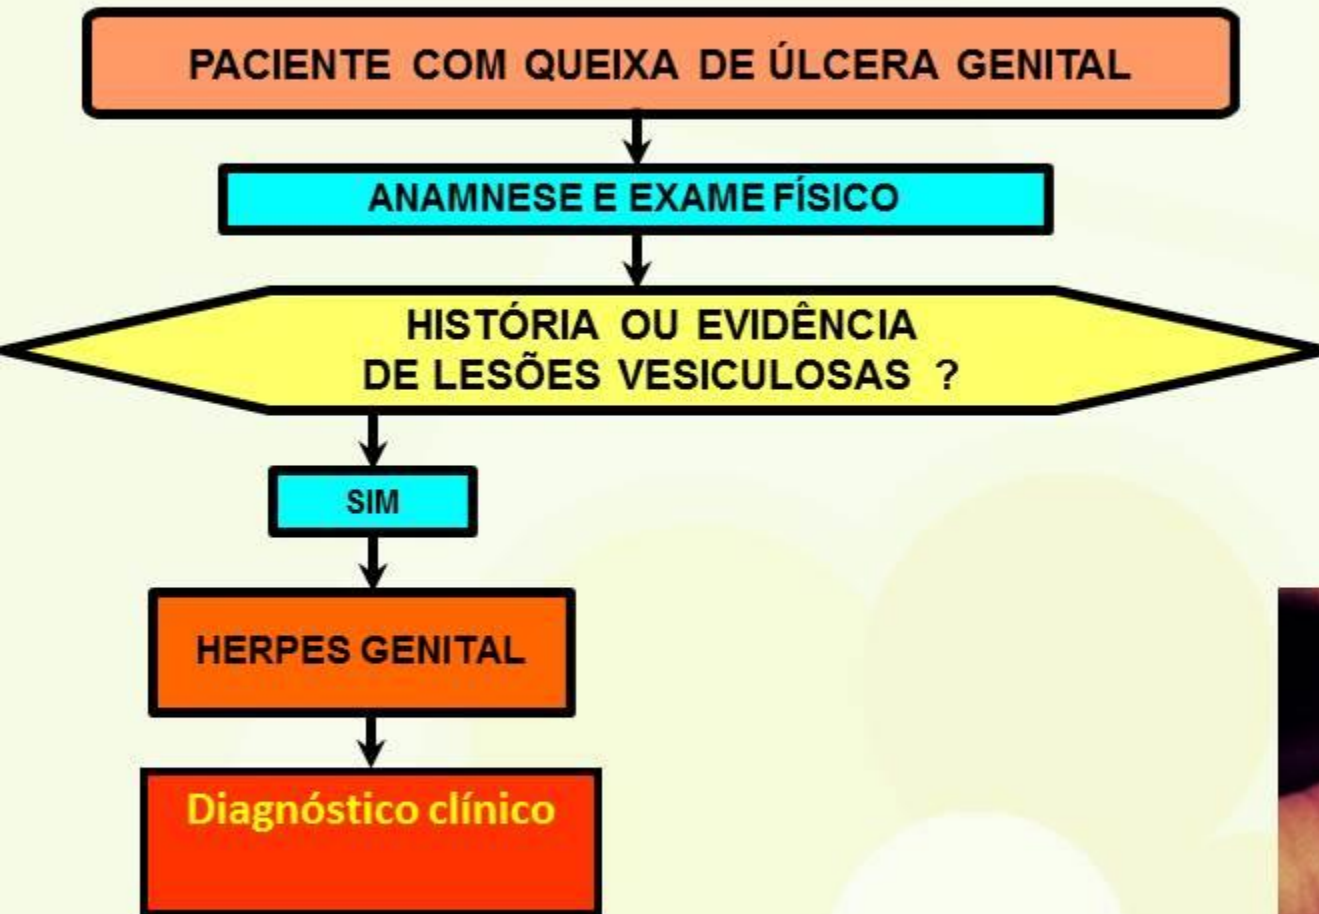 PACIENTE COM QUEIXA DE ÚLCERA GENITAL
ANAMNESE E EXAME FÍSICO
HISTÓRIA OU EVIDÊNCIA
DE LESÕES VESICULOSAS ?
SIM
HERPES GENITAL
Diagnóstico clínico